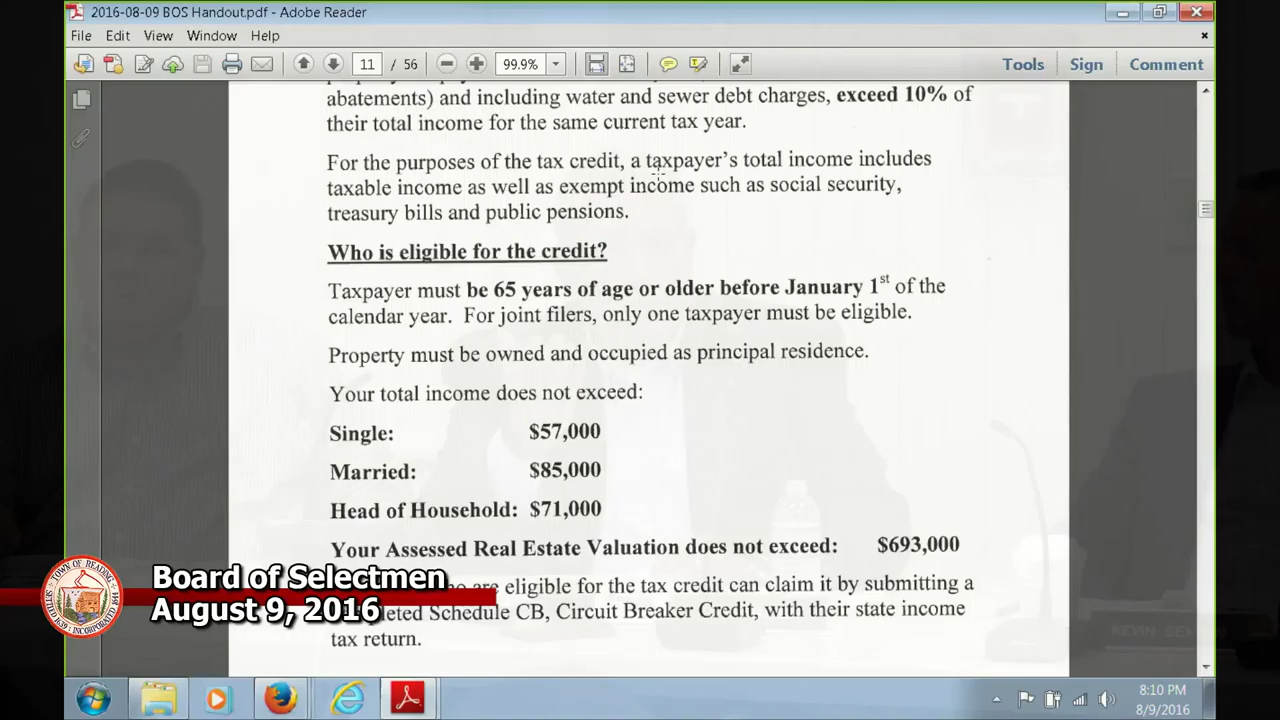 2016-08-09 BOS Handout.pdf - Adobe Reader
File Edit View Window Help
11 / 56 99.9% Tools Sign Comment
abatements) and including water and sewer debt charges, exceed 10% of
their total income for the same current tax year.
For the purposes of the tax credit, a taxpayer's total income includes
taxable income as well as exempt income such as social security,
treasury bills and public pensions.
Who is eligible for the credit?
Taxpayer must be 65 years of age or older before January 1st of the
calendar year. For joint filers, only one taxpayer must be eligible.
Property must be owned and occupied as principal residence.
Your total income does not exceed:
Single: $57,000
Married: $85,000
Head of Household: $71,000
Your Assessed Real Estate Valuation does not exceed: $693,000
are eligible for the tax credit can claim it by submitting a
Schedule CB, Circuit Breaker Credit, with their state income
tax return.
TOWN OF READING
1639 INCORPORATED
Board of Selectmen
August 9, 2016
KEVIN
8:10 PM
8/9/2016